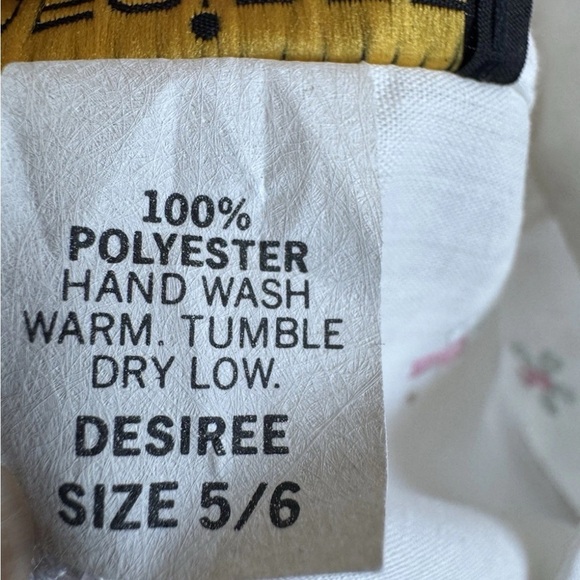 100%
POLYESTER
HAND WASH
WARM. TUMBLE
DRY LOW.
DESIREE
SIZE 5/6